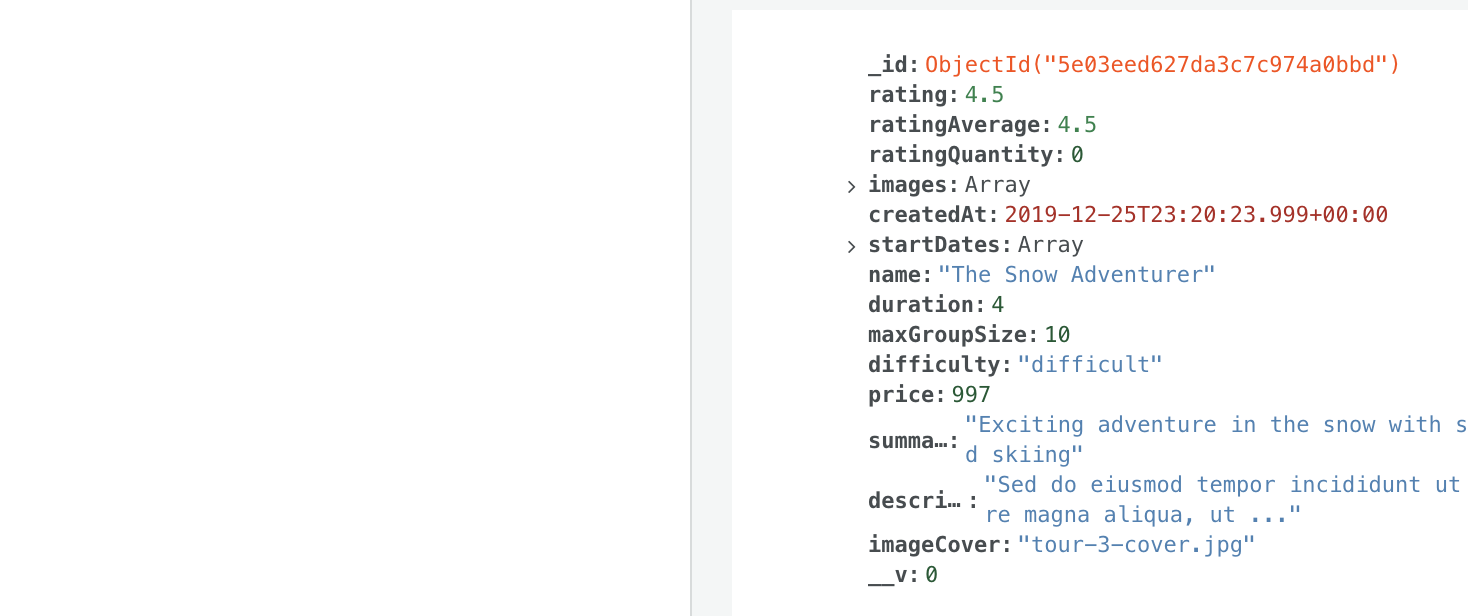 _id: ObjectId("5e03eed627da3c7c974a0bbd")
rating: 4.5
ratingAverage: 4.5
ratingQuantity: 0
images: Array
createdAt: 2019-12-25T23:20:23.999+00:00
startDates: Array
name: "The Snow Adventurer"
duration: 4
maxGroupSize: 10
difficulty: "difficult"
price: 997
summa…: "Exciting adventure in the snow with s
d skiing"
descri… : "Sed do eiusmod tempor incididunt ut
re magna aliqua, ut ..."
imageCover: "tour-3-cover.jpg"
__v: 0